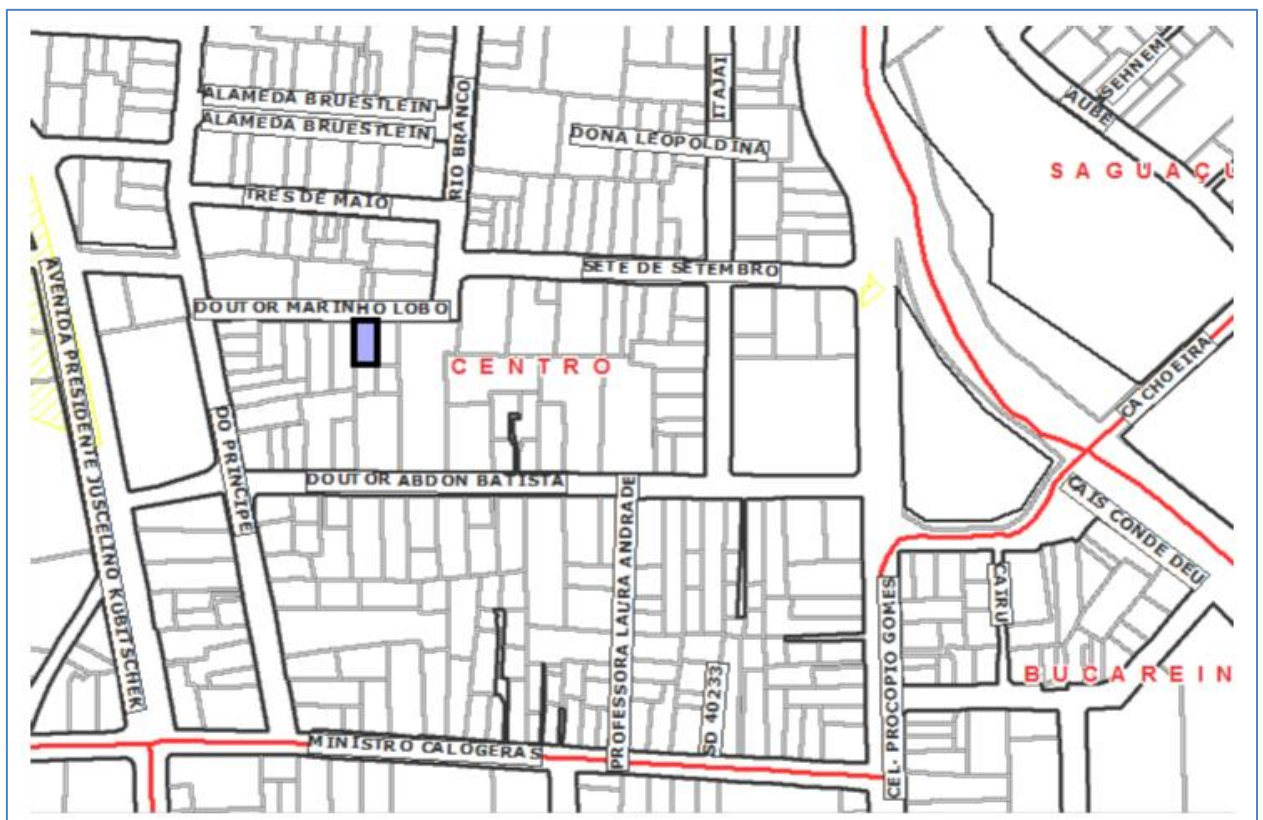 SEHNEM
ITAJAI
ALAMEDA BRUESTLEIN
AUBE
RIO BRANCO
ALAMEDA BRUESTLEIN
DONA LEOPOLDINA
SAGUAÇU
TRES DE MAIO
SETE DE SETEMBRO
DOUTOR MARINHO LOBO
AVENIDA PRESIDENTE JUSCELINO KUBITSCHEK
CENTRO
CACHOEIRA
DO PRINCIPE
DOUTOR ABDON BATISTA
PROFESSORA LAURA ANDRADE
CAIS CONDE DEU
CAIRU
CEL. PROCOPIO GOMES
SD 40233
BUCAREIN
MINISTRO CALOGERAS